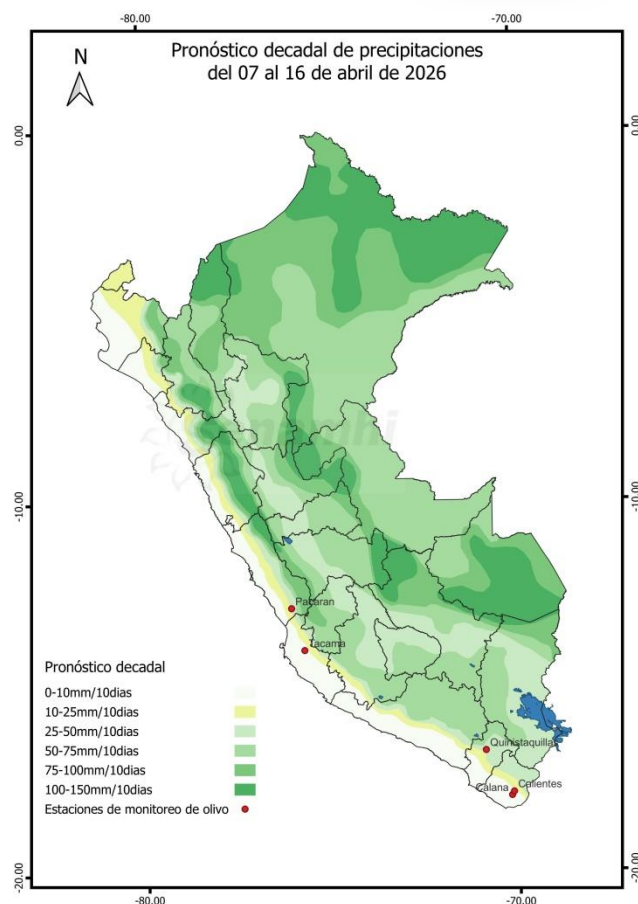 -80.00
-70.00
Pronóstico decadal de precipitaciones
del 07 al 16 de abril de 2026
N
0.00
0.00
senamhi
-10.00
-10.00
Pacaran
Tacama
Quinistaquillas
Calientes
Calana
Pronóstico decadal
0-10mm/10dias
10-25mm/10dias
25-50mm/10dias
50-75mm/10dias
75-100mm/10dias
100-150mm/10dias
Estaciones de monitoreo de olivo
-20.00
-20.00
-80.00
-70.00